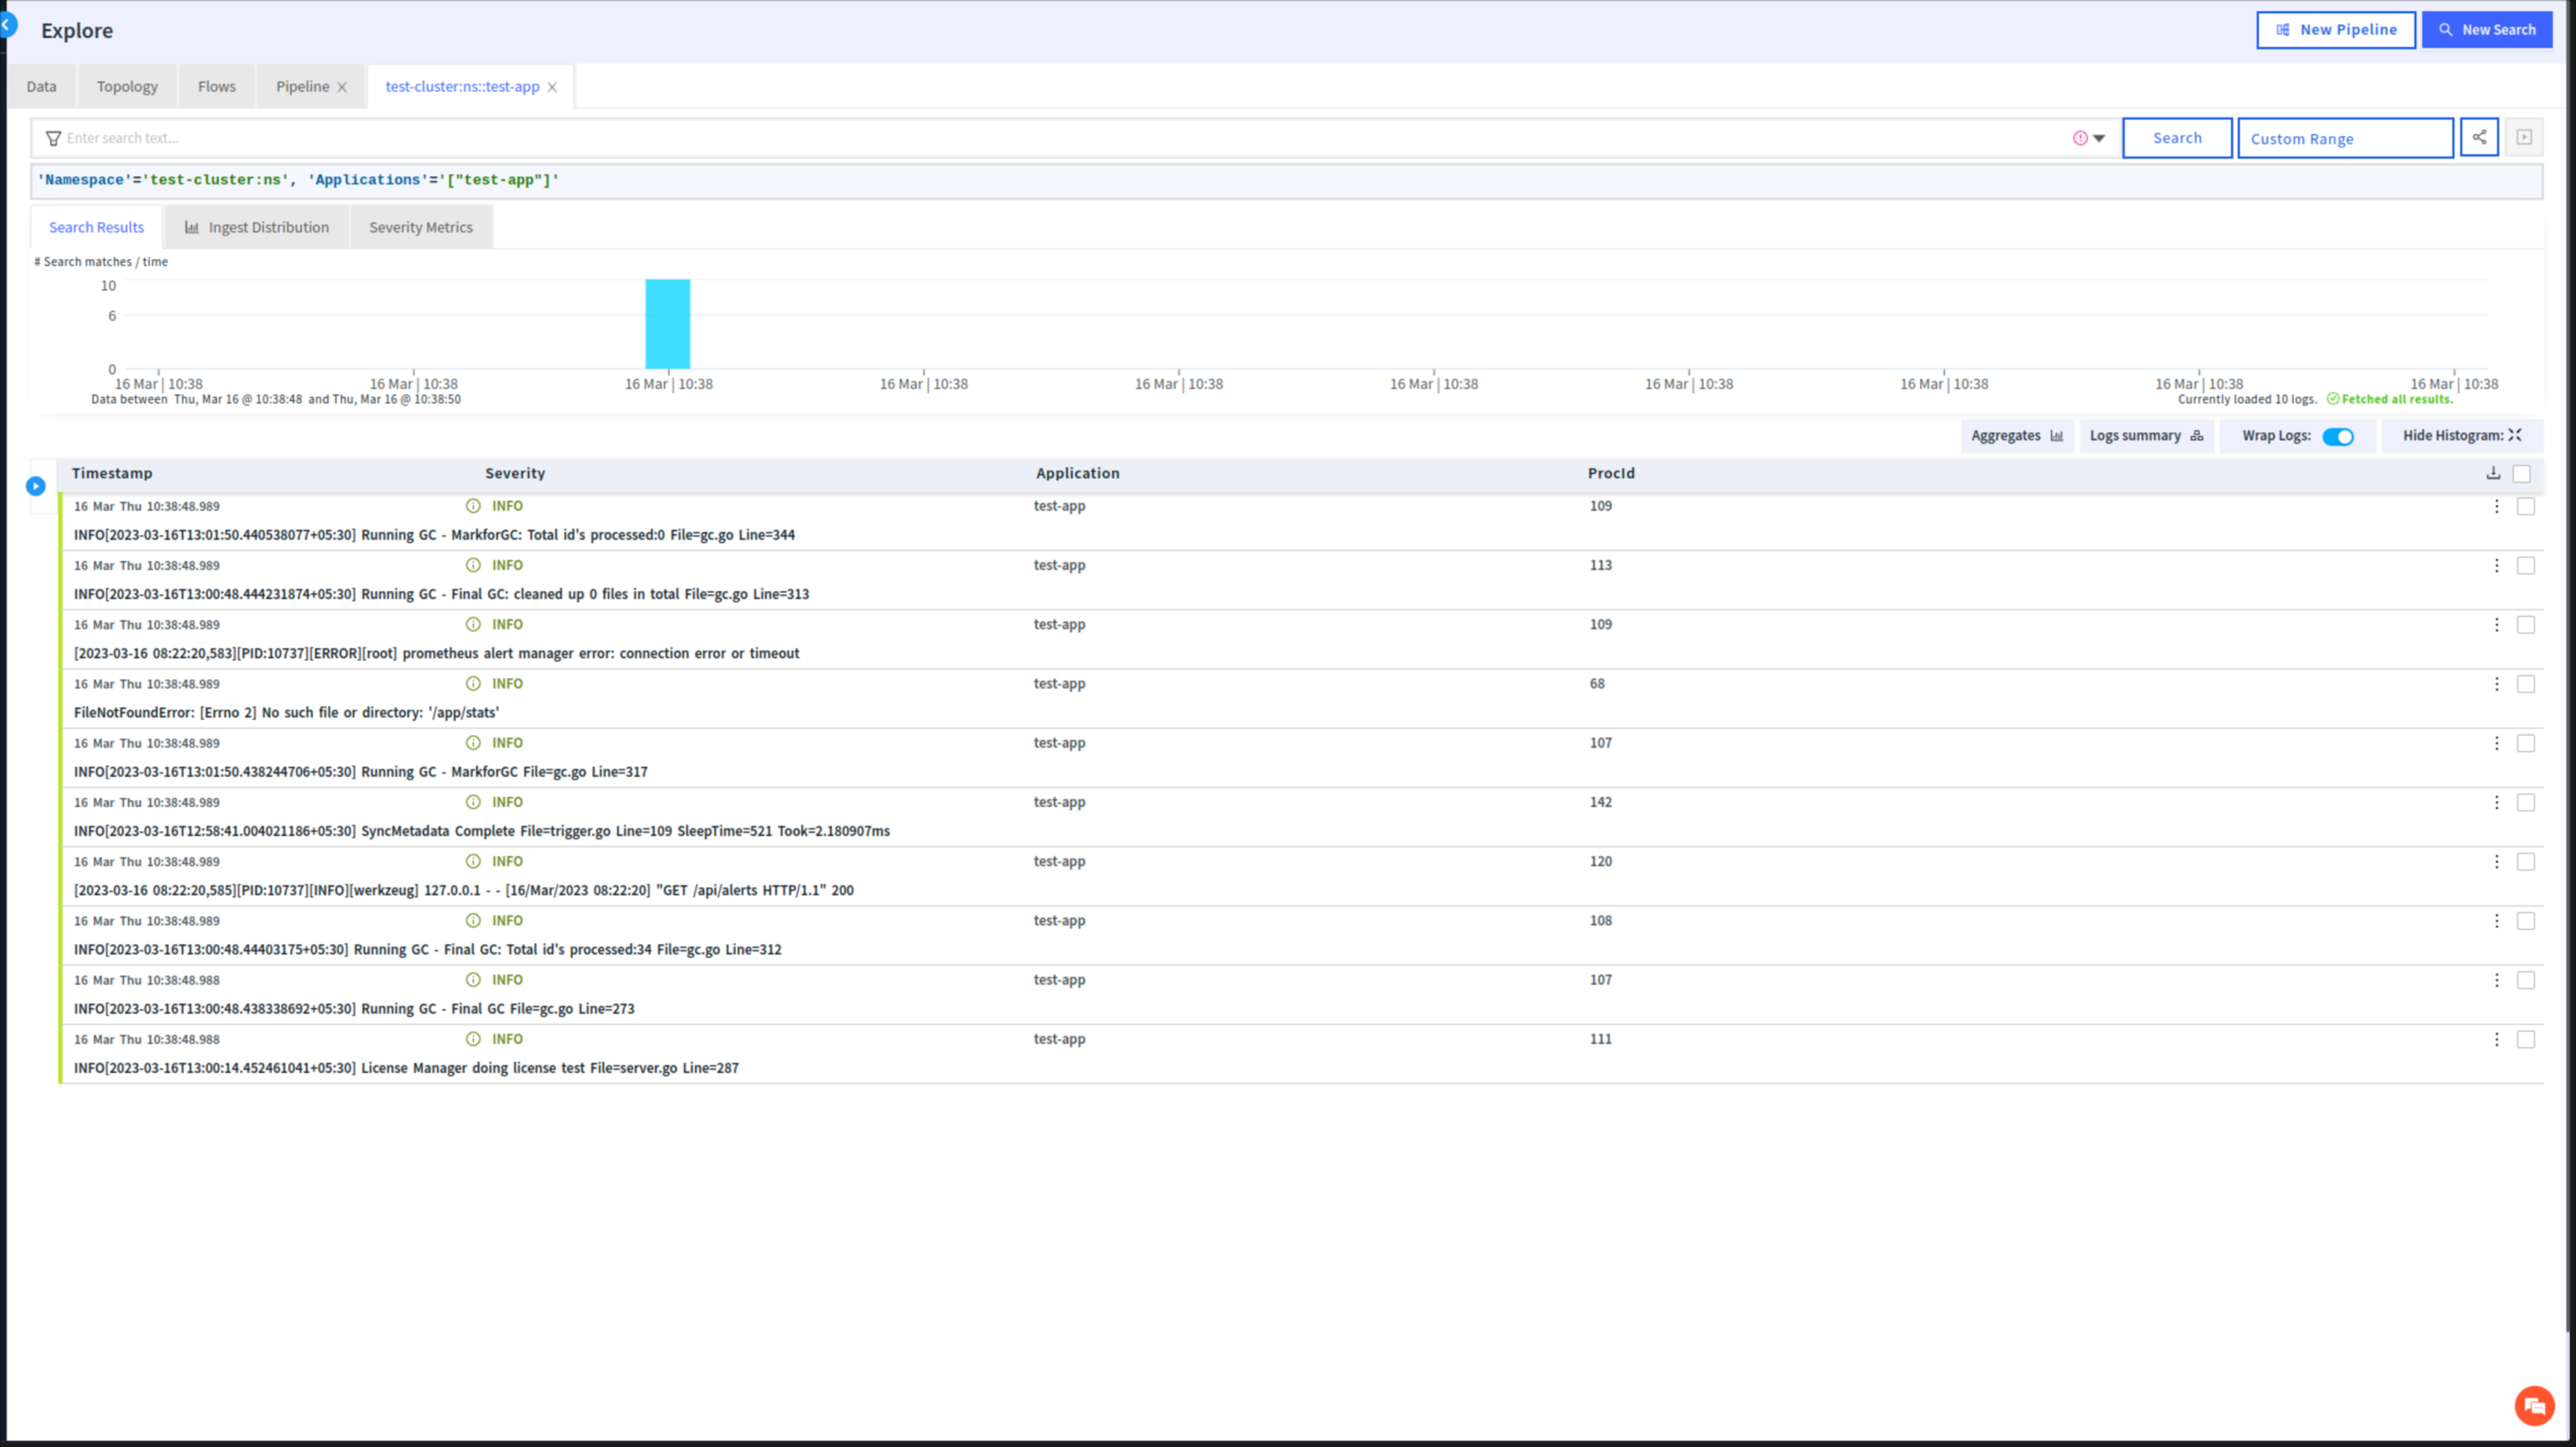 Explore
New Pipeline
New Search
Data Topology Flows Pipeline test-cluster:ns::test-app
Enter search text...
Search
Custom Range
'Namespace'='test-cluster:ns', 'Applications'='["test-app"]'
Search Results Ingest Distribution Severity Metrics
# Search matches / time
10
6
0
16 Mar | 10:38 16 Mar | 10:38 16 Mar | 10:38 16 Mar | 10:38 16 Mar | 10:38 16 Mar | 10:38 16 Mar | 10:38 16 Mar | 10:38 16 Mar | 10:38 16 Mar | 10:38
Data between Thu, Mar 16 @ 10:38:48 and Thu, Mar 16 @ 10:38:50
Currently loaded 10 logs. Fetched all results.
Aggregates Logs summary Wrap Logs: Hide Histogram:
Timestamp Severity Application ProcId
16 Mar Thu 10:38:48.989 INFO test-app 109
INFO[2023-03-16T13:01:50.440538077+05:30] Running GC - MarkforGC: Total id's processed:0 File=gc.go Line=344
16 Mar Thu 10:38:48.989 INFO test-app 113
INFO[2023-03-16T13:00:48.444231874+05:30] Running GC - Final GC: cleaned up 0 files in total File=gc.go Line=313
16 Mar Thu 10:38:48.989 INFO test-app 109
[2023-03-16 08:22:20,583][PID:10737][ERROR][root] prometheus alert manager error: connection error or timeout
16 Mar Thu 10:38:48.989 INFO test-app 68
FileNotFoundError: [Errno 2] No such file or directory: '/app/stats'
16 Mar Thu 10:38:48.989 INFO test-app 107
INFO[2023-03-16T13:01:50.438244706+05:30] Running GC - MarkforGC File=gc.go Line=317
16 Mar Thu 10:38:48.989 INFO test-app 142
INFO[2023-03-16T12:58:41.004021186+05:30] SyncMetadata Complete File=trigger.go Line=109 SleepTime=521 Took=2.180907ms
16 Mar Thu 10:38:48.989 INFO test-app 120
[2023-03-16 08:22:20,585][PID:10737][INFO][werkzeug] 127.0.0.1 - - [16/Mar/2023 08:22:20] "GET /api/alerts HTTP/1.1" 200
16 Mar Thu 10:38:48.989 INFO test-app 108
INFO[2023-03-16T13:00:48.44403175+05:30] Running GC - Final GC: Total id's processed:34 File=gc.go Line=312
16 Mar Thu 10:38:48.988 INFO test-app 107
INFO[2023-03-16T13:00:48.438338692+05:30] Running GC - Final GC File=gc.go Line=273
16 Mar Thu 10:38:48.988 INFO test-app 111
INFO[2023-03-16T13:00:14.452461041+05:30] License Manager doing license test File=server.go Line=287